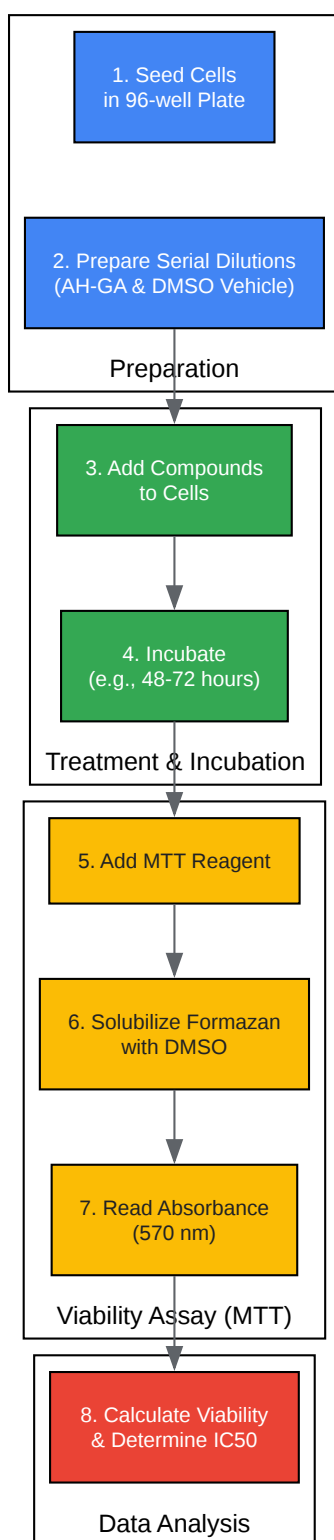 1. Seed Cells
in 96-well Plate
2. Prepare Serial Dilutions
(AH-GA & DMSO Vehicle)
Preparation
3. Add Compounds
to Cells
4. Incubate
(e.g., 48-72 hours)
Treatment & Incubation
5. Add MTT Reagent
6. Solubilize Formazan
with DMSO
7. Read Absorbance
(570 nm)
Viability Assay (MTT)
8. Calculate Viability
& Determine IC50
Data Analysis